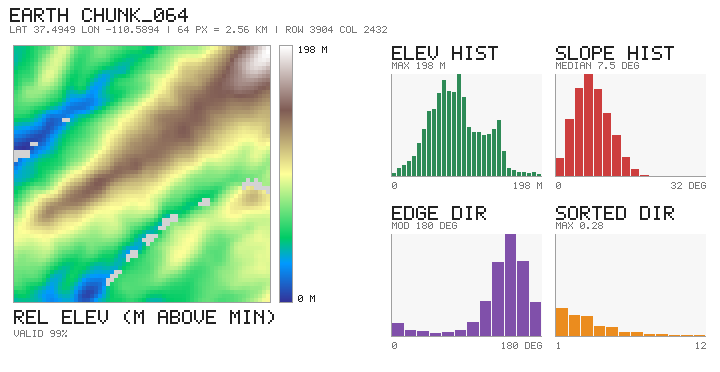 EARTH CHUNK_064
LAT 37.4949 LON -110.5894 | 64 PX = 2.56 KM | ROW 3904 COL 2432
198 M
0 M
REL ELEV (M ABOVE MIN)
VALID 99%
ELEV HIST
MAX 198 M
0 198 M
SLOPE HIST
MEDIAN 7.5 DEG
0 32 DEG
EDGE DIR
MOD 180 DEG
0 180 DEG
SORTED DIR
MAX 0.28
1 12